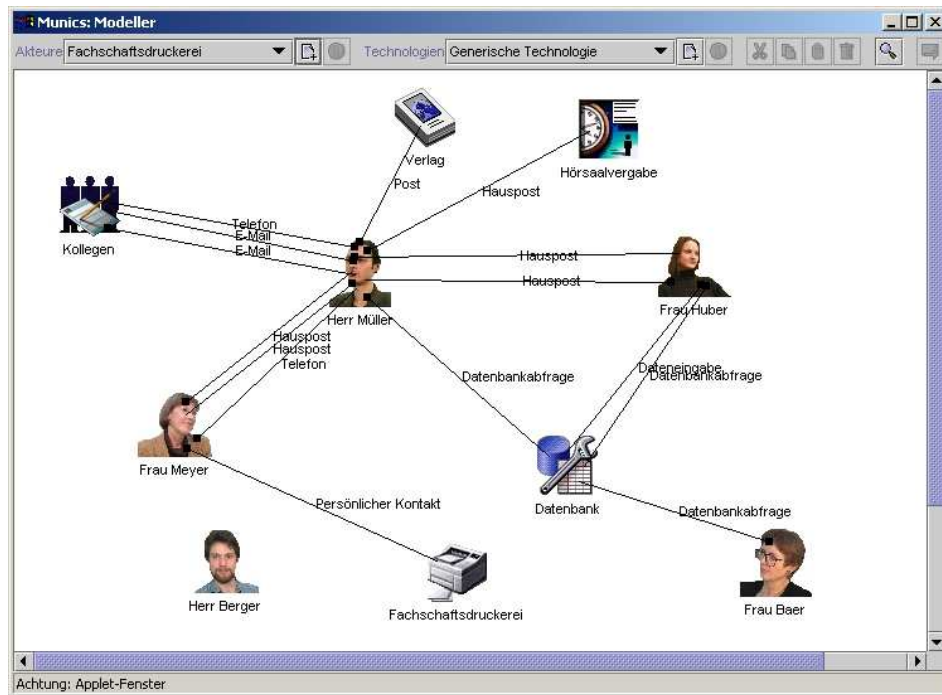 Munics: Modeller
Akteure Fachschaftsdruckerei Technologien Generische Technologie
Verlag
Hörsaalvergabe
Post
Hauspost
Kollegen
Telefon
E-Mail
E-Mail
Hauspost
Hauspost
Frau Huber
Herr Müller
Hauspost
Hauspost
Telefon
Datenbankabfrage
Dateneingabe
Datenbankabfrage
Frau Meyer
Persönlicher Kontakt
Datenbank
Datenbankabfrage
Herr Berger
Fachschaftsdruckerei
Frau Baer
Achtung: Applet-Fenster